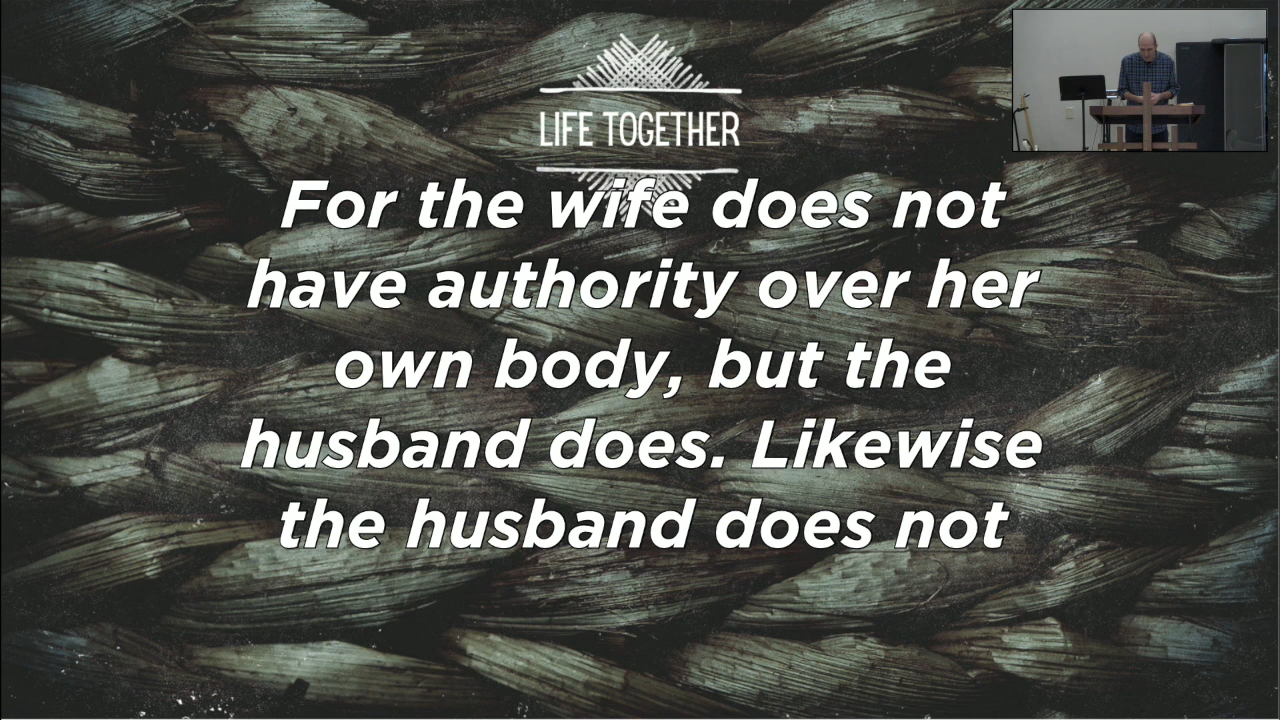 LIFE TOGETHER
For the wife does not
have authority over her
own body, but the
husband does. Likewise
the husband does not